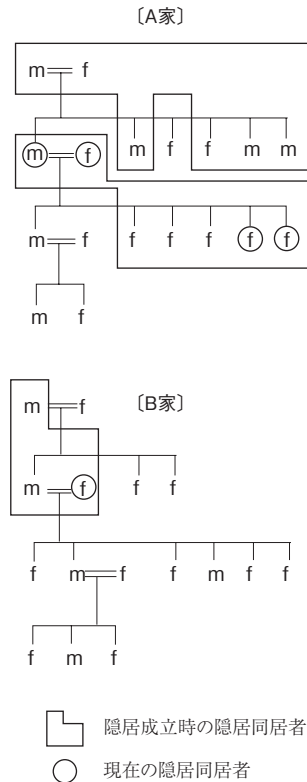 〔A家〕
m f
m m f f m m
f
m f f f f f f
m f
〔B家〕
m f
m f f f
f m f f m f f
f m f
隠居成立時の隠居同居者
現在の隠居同居者